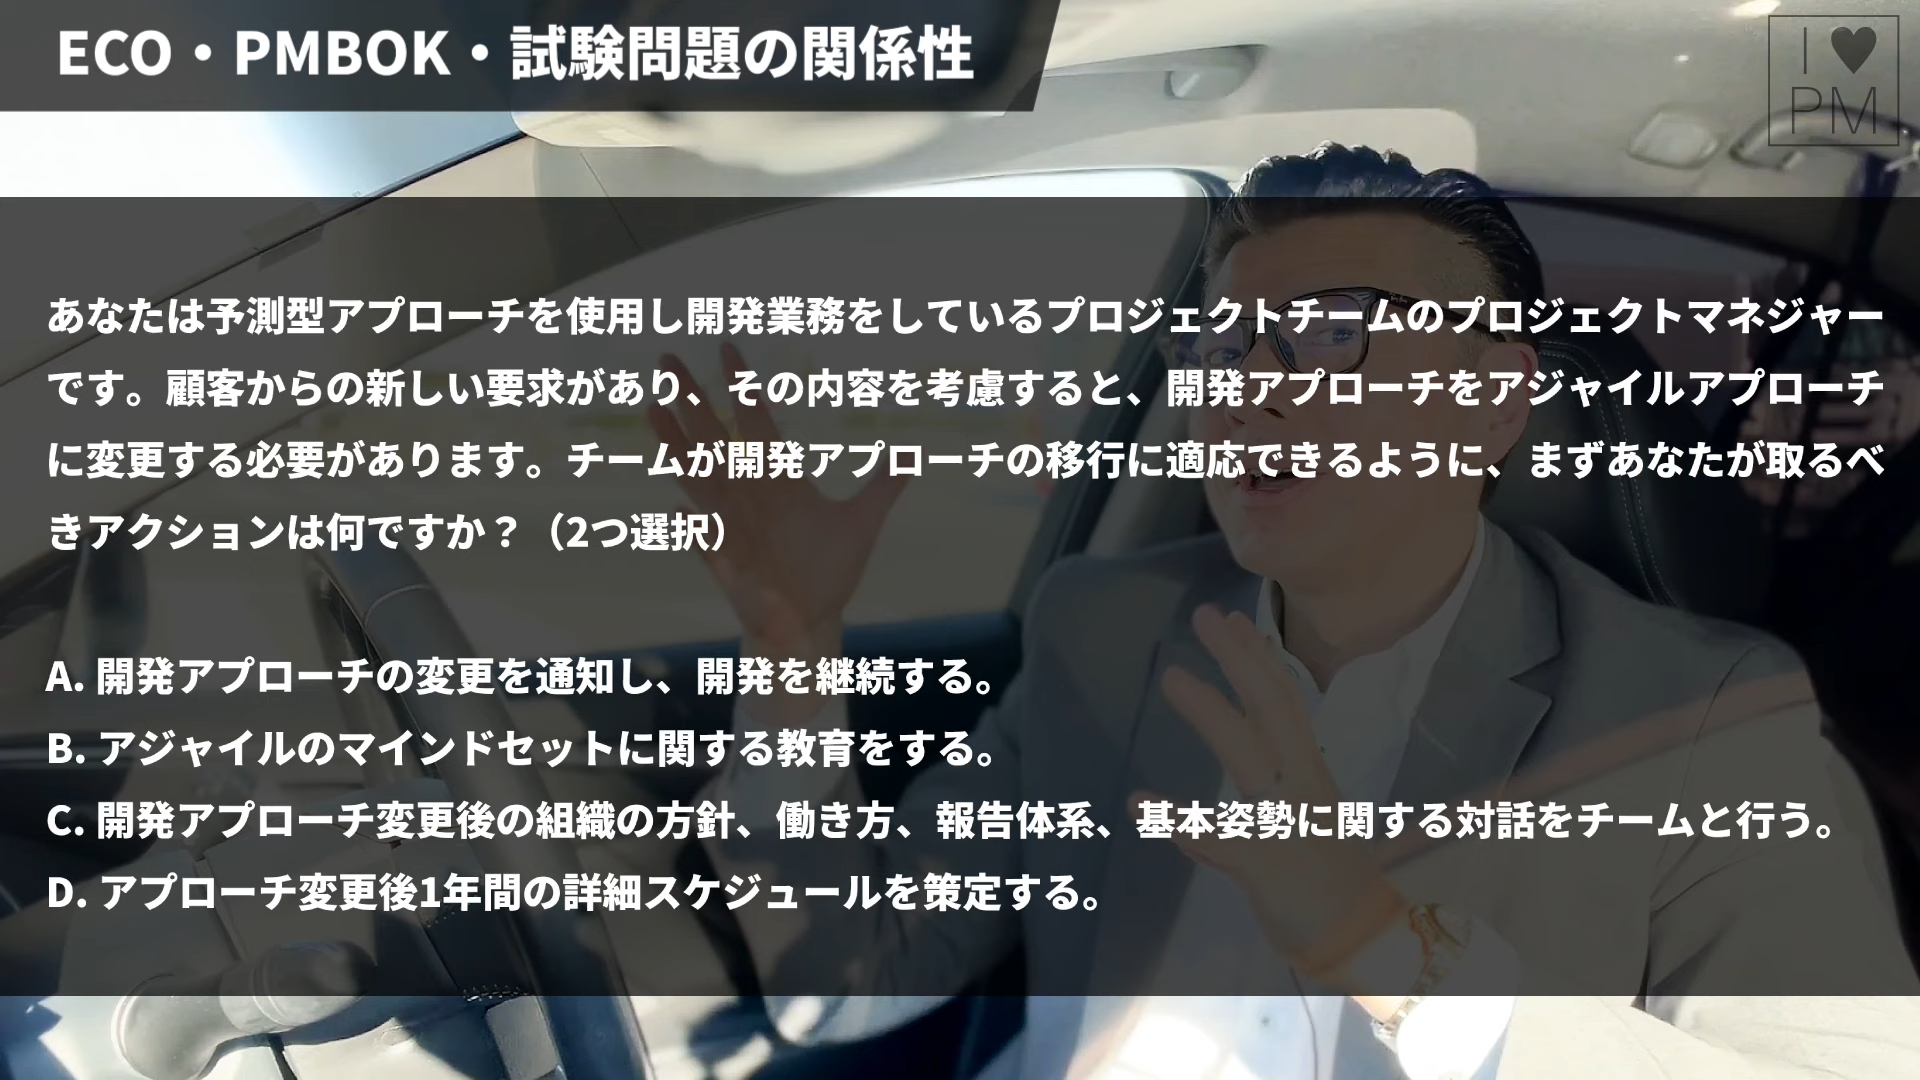 ECO・PMBOK・試験問題の関係性
I ♥
PM
あなたは予測型アプローチを使用し開発業務をしているプロジェクトチームのプロジェクトマネジャー
です。顧客からの新しい要求があり、その内容を考慮すると、開発アプローチをアジャイルアプローチ
に変更する必要があります。チームが開発アプローチの移行に適応できるように、まずあなたが取るべ
きアクションは何ですか？（2つ選択）
A. 開発アプローチの変更を通知し、開発を継続する。
B. アジャイルのマインドセットに関する教育をする。
C. 開発アプローチ変更後の組織の方針、働き方、報告体系、基本姿勢に関する対話をチームと行う。
D. アプローチ変更後1年間の詳細スケジュールを策定する。